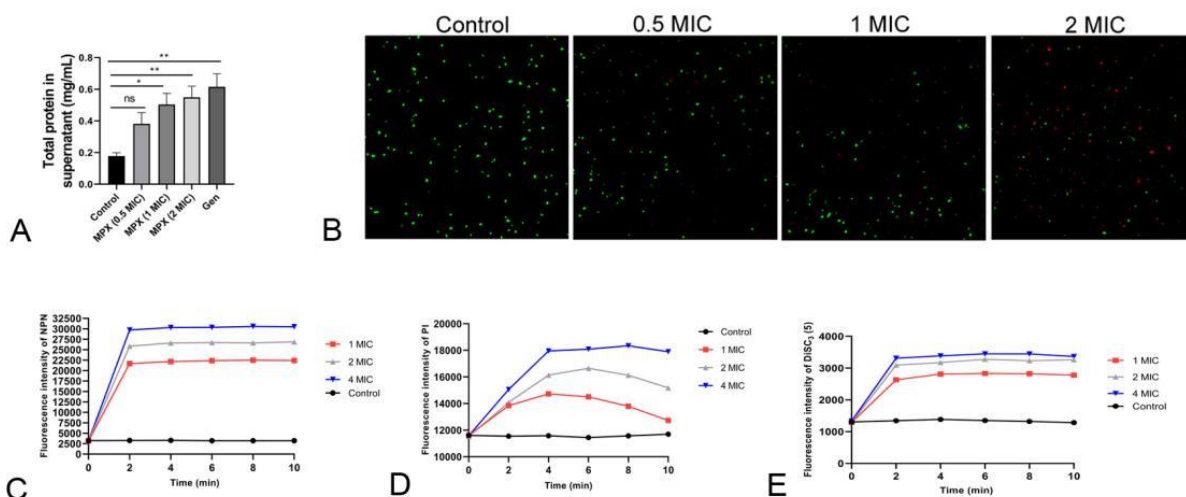 Control
0.5 MIC
1 MIC
2 MIC
Total protein in
supernatant (mg/mL)
0.8
0.6
0.4
0.2
0.0
**
**
*
ns
Control
MPX (0.5 MIC)
MPX (1 MIC)
MPX (2 MIC)
Gen
A
B
Fluorescence intensity of NPN
32500
30000
27500
25000
22500
20000
17500
15000
12500
10000
7500
5000
2500
0
0 2 4 6 8 10
Time (min)
1 MIC
2 MIC
4 MIC
Control
C
Fluorescence intensity of PI
20000
18000
16000
14000
12000
10000
0 2 4 6 8 10
Time (min)
Control
1 MIC
2 MIC
4 MIC
D
Fluorescence intensity of DiSC₃ (5)
4000
3000
2000
1000
0
0 2 4 6 8 10
Time (min)
1 MIC
2 MIC
4 MIC
Control
E